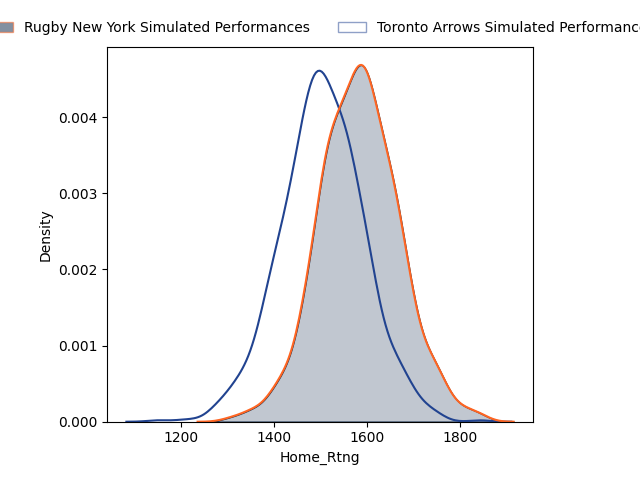 Rugby New York Simulated Performances Toronto Arrows Simulated Performanc
0.004
0.003
Density
0.002
0.001
0.000
1200 1400 1600 1800
Home_Rtng